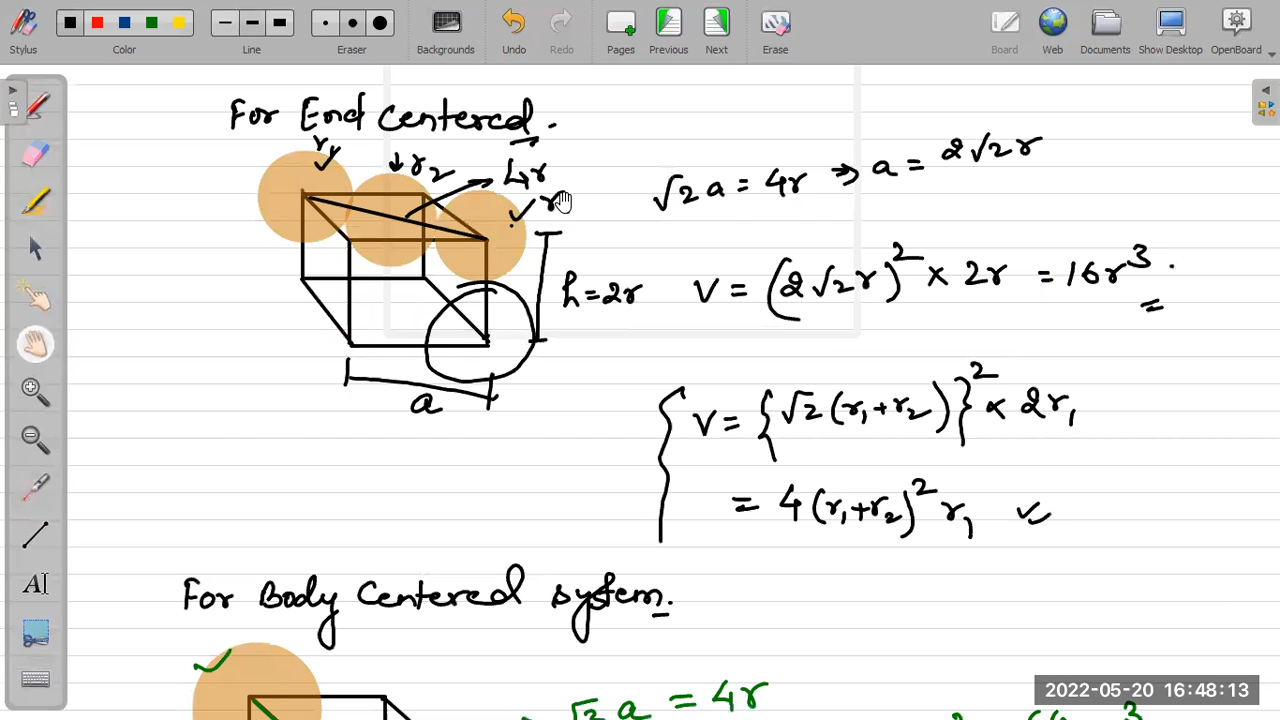 Stylus
Color
Line
Eraser
Backgrounds
Undo
Redo
Pages
Previous
Next
Erase
Board
Web
Documents
Show Desktop
OpenBoard
For End Centered.
r₁
r₂
4r
r
√2 a = 4r ⇒ a = 2√2 r
h = 2r
V = (2√2 r)² × 2r = 16r³.
a
V = {√2 (r₁+r₂)}² × 2r₁
= 4 (r₁+r₂)² r₁
For Body Centered system.
= 4r
AI
2022-05-20 16:48:13